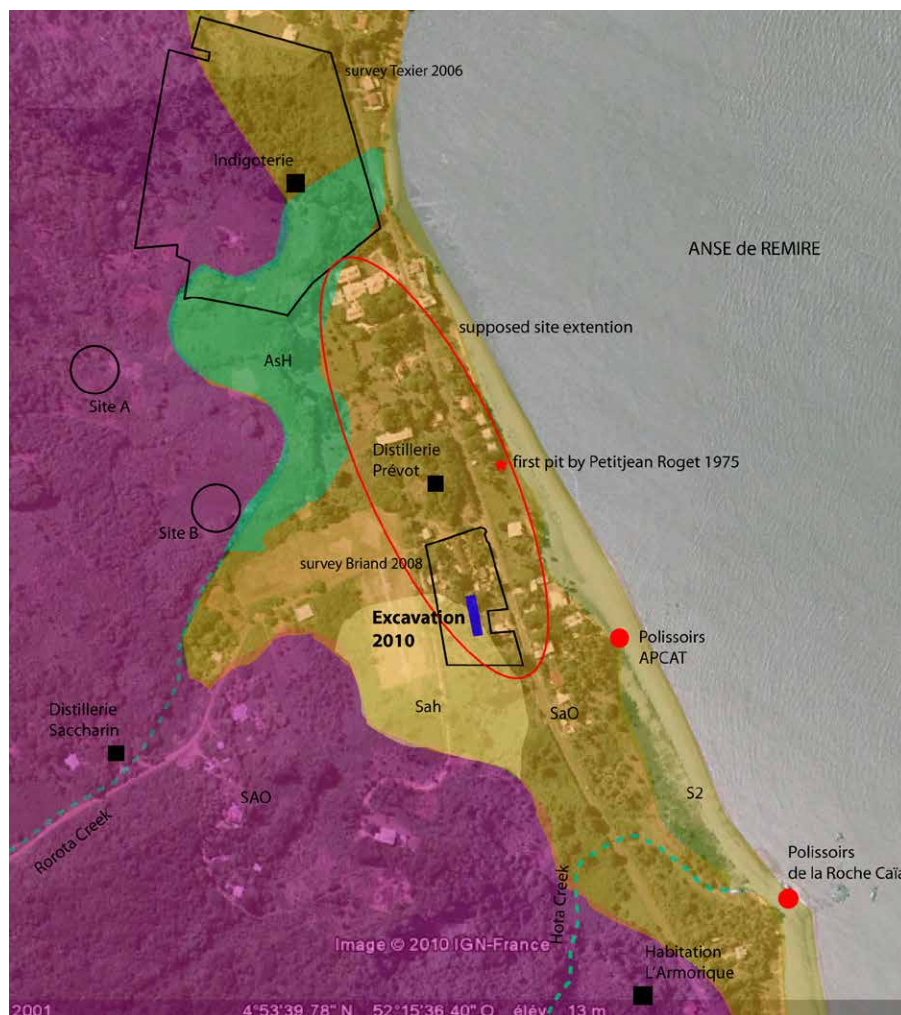 survey Texier 2006
Indigoterie
ANSE de REMIRE
supposed site extention
AsH
Site A
Distillerie
Prévot
first pit by Petitjean Roget 1975
Site B
survey Briand 2008
Excavation
2010
Polissoirs
APCAT
Sah
SaO
Distillerie
Saccharin
S2
SAO
Rorota Creek
Polissoirs
de la Roche Caïa
Hota Creek
Image © 2010 IGN-France
Habitation
L'Armorique
2001
4°53'39.78" N 52°15'36.40" O élév. 13 m